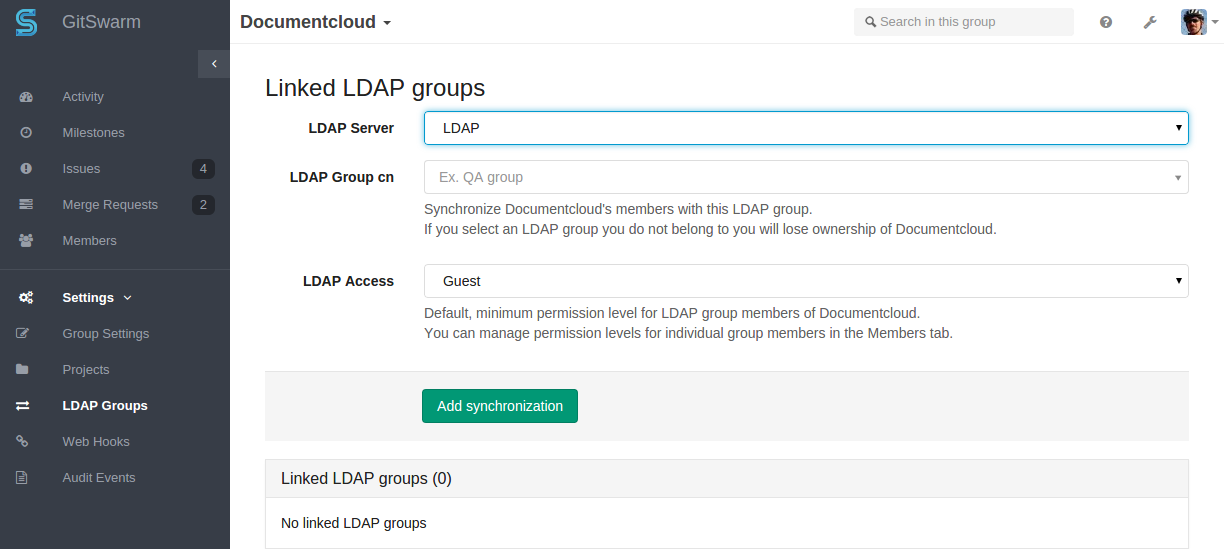 GitSwarm
Documentcloud
Search in this group
Activity
Milestones
Issues 4
Merge Requests 2
Members
Settings
Group Settings
Projects
LDAP Groups
Web Hooks
Audit Events
Linked LDAP groups
LDAP Server LDAP
LDAP Group cn Ex. QA group
Synchronize Documentcloud's members with this LDAP group.
If you select an LDAP group you do not belong to you will lose ownership of Documentcloud.
LDAP Access Guest
Default, minimum permission level for LDAP group members of Documentcloud.
You can manage permission levels for individual group members in the Members tab.
Add synchronization
Linked LDAP groups (0)
No linked LDAP groups